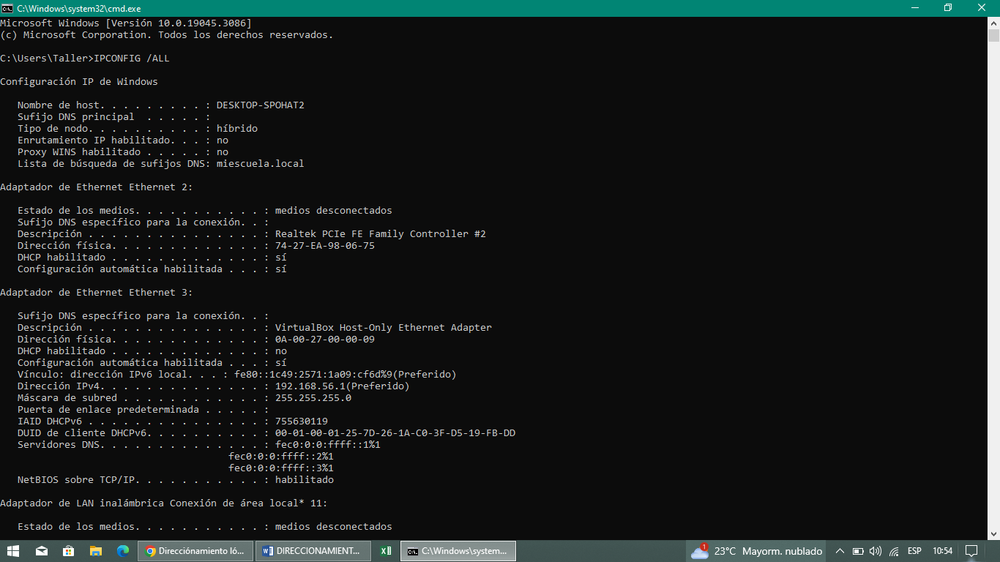 C:\Windows\system32\cmd.exe
Microsoft Windows [Versión 10.0.19045.3086]
(c) Microsoft Corporation. Todos los derechos reservados.
C:\Users\Taller>IPCONFIG /ALL
Configuración IP de Windows
Nombre de host. . . . . . . . . : DESKTOP-SPOHAT2
Sufijo DNS principal  . . . . . :
Tipo de nodo. . . . . . . . . . : híbrido
Enrutamiento IP habilitado. . . : no
Proxy WINS habilitado . . . . . : no
Lista de búsqueda de sufijos DNS: miescuela.local
Adaptador de Ethernet Ethernet 2:
Estado de los medios. . . . . . . . . . . : medios desconectados
Sufijo DNS específico para la conexión. . :
Descripción . . . . . . . . . . . . . . . : Realtek PCIe FE Family Controller #2
Dirección física. . . . . . . . . . . . . : 74-27-EA-98-06-75
DHCP habilitado . . . . . . . . . . . . . : sí
Configuración automática habilitada . . . : sí
Adaptador de Ethernet Ethernet 3:
Sufijo DNS específico para la conexión. . :
Descripción . . . . . . . . . . . . . . . : VirtualBox Host-Only Ethernet Adapter
Dirección física. . . . . . . . . . . . . : 0A-00-27-00-00-09
DHCP habilitado . . . . . . . . . . . . . : no
Configuración automática habilitada . . . : sí
Vínculo: dirección IPv6 local. . . : fe80::1c49:2571:1a09:cf6d%9(Preferido)
Dirección IPv4. . . . . . . . . . . . . . : 192.168.56.1(Preferido)
Máscara de subred . . . . . . . . . . . . : 255.255.255.0
Puerta de enlace predeterminada . . . . . :
IAID DHCPv6 . . . . . . . . . . . . . . . : 755630119
DUID de cliente DHCPv6. . . . . . . . . . : 00-01-00-01-25-7D-26-1A-C0-3F-D5-19-FB-DD
Servidores DNS. . . . . . . . . . . . . . : fec0:0:0:ffff::1%1
fec0:0:0:ffff::2%1
fec0:0:0:ffff::3%1
NetBIOS sobre TCP/IP. . . . . . . . . . . : habilitado
Adaptador de LAN inalámbrica Conexión de área local* 11:
Estado de los medios. . . . . . . . . . . : medios desconectados
Direcciónamiento ló... DIRECCIONAMIENT... C:\Windows\system... 1 23°C Mayorm. nublado ESP 10:54